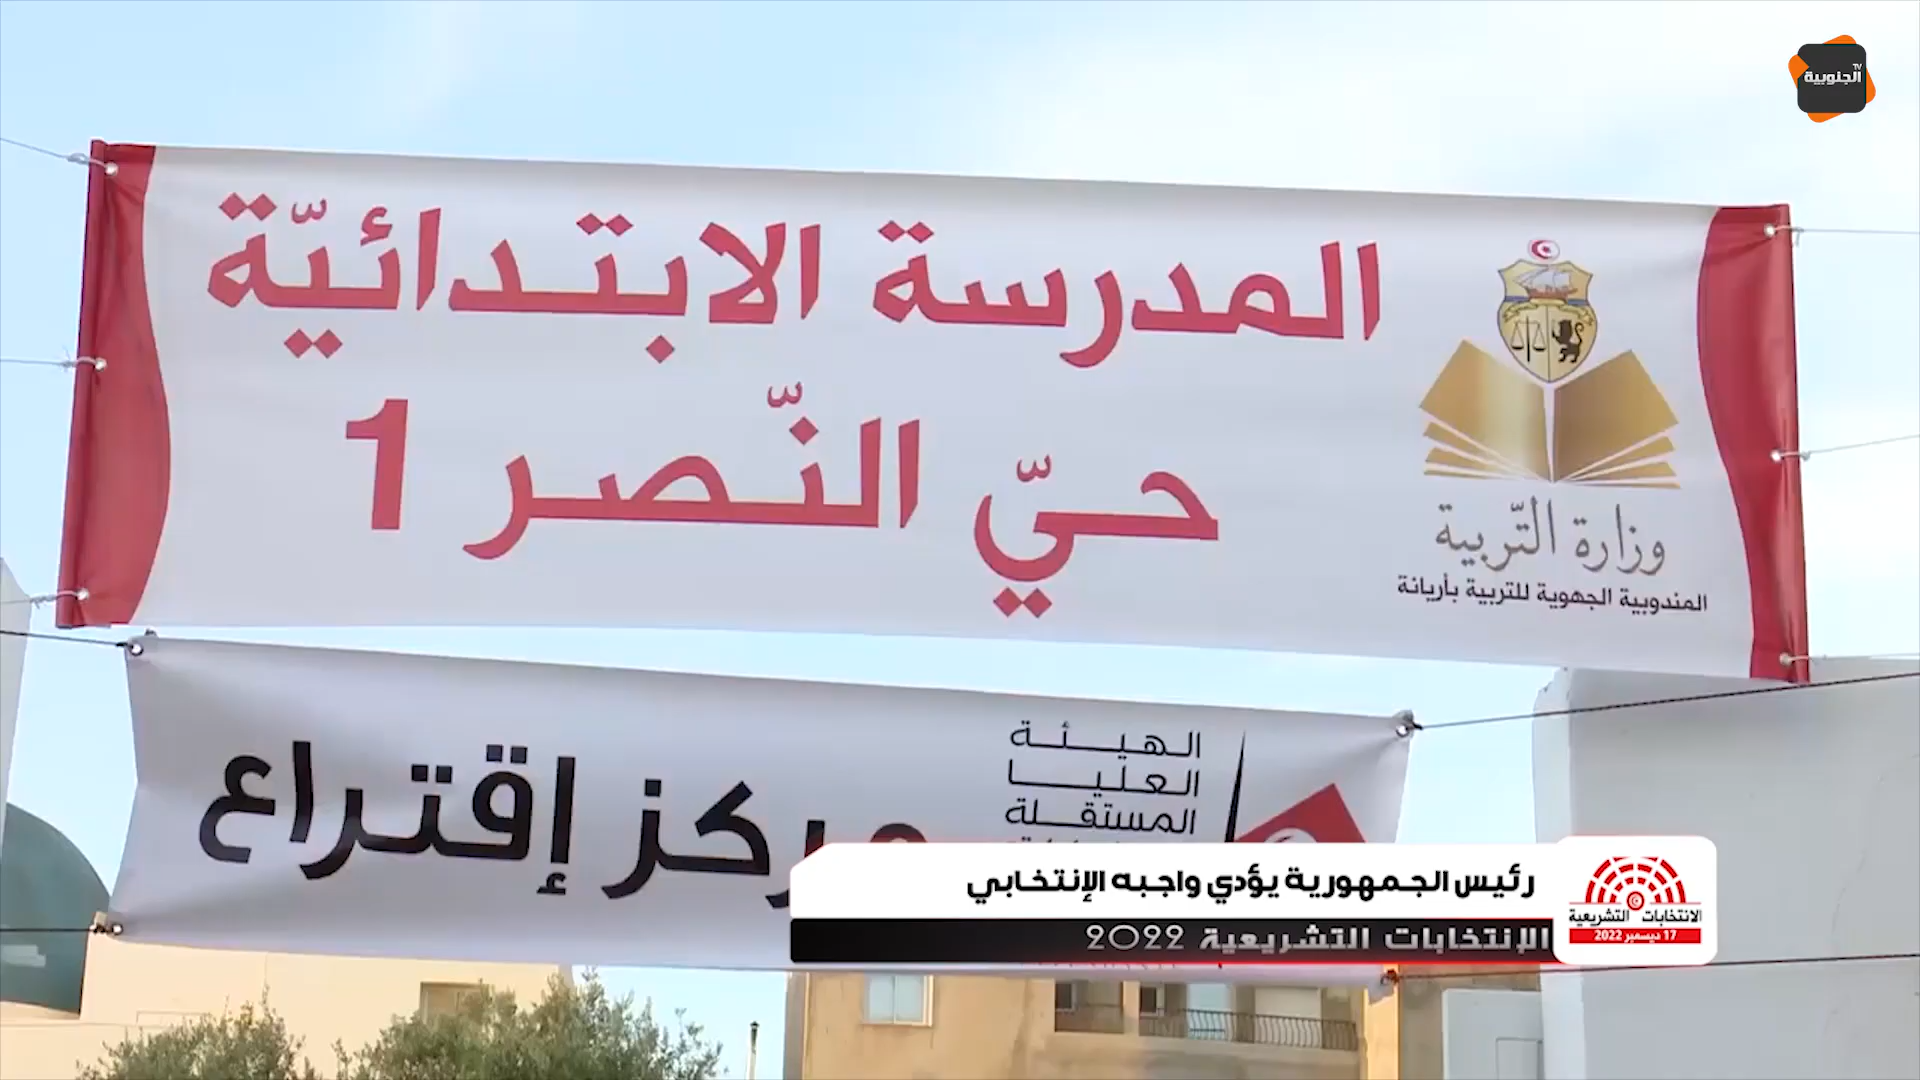 الجنوبية TV
المدرسة الابتدائيّة
حيّ النّصر 1
وزارة التّربية
المندوبية الجهوية للتربية بأريانة
الهيئة
العليا
المستقلة
مركز إقتراع
رئيس الجمهورية يؤدي واجبه الإنتخابي
الإنتخابات التشريعية 2022
الانتخابات التشريعية
17 ديسمبر 2022